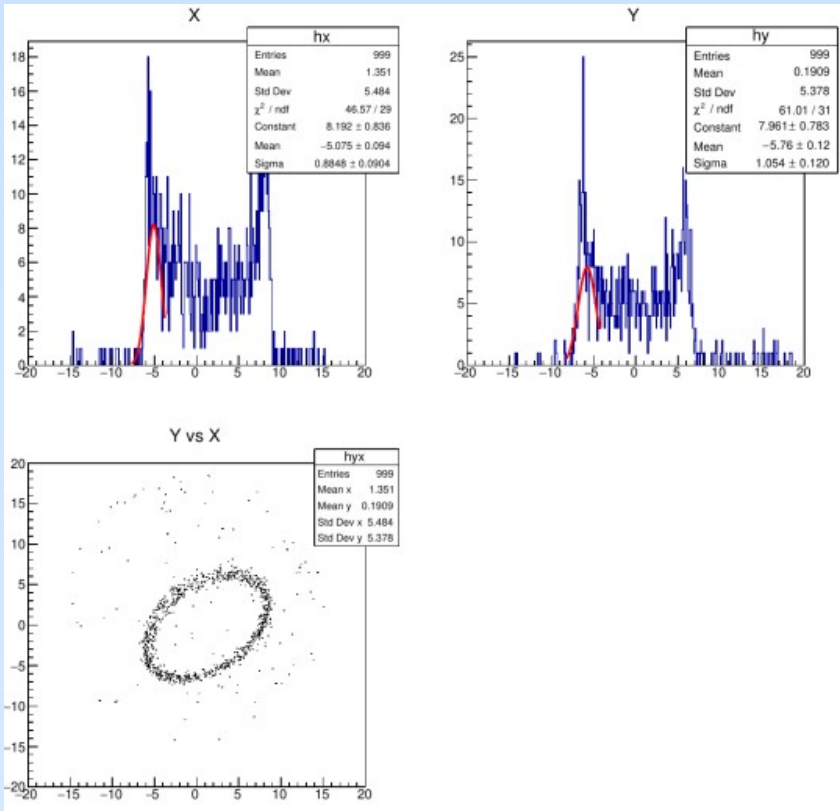 X
hx
Entries 999
Mean 1.351
Std Dev 5.484
χ² / ndf 46.57 / 29
Constant 8.192 ± 0.836
Mean −5.075 ± 0.094
Sigma 0.8848 ± 0.0904
18
16
14
12
10
8
6
4
2
0
−20 −15 −10 −5 0 5 10 15 20
Y
hy
Entries 999
Mean 0.1909
Std Dev 5.378
χ² / ndf 61.01 / 31
Constant 7.961 ± 0.783
Mean −5.76 ± 0.12
Sigma 1.054 ± 0.120
25
20
15
10
5
0
−20 −15 −10 −5 0 5 10 15 20
Y vs X
hyx
Entries 999
Mean x 1.351
Mean y 0.1909
Std Dev x 5.484
Std Dev y 5.378
20
15
10
5
0
−5
−10
−15
−20
−20 −15 −10 −5 0 5 10 15 20